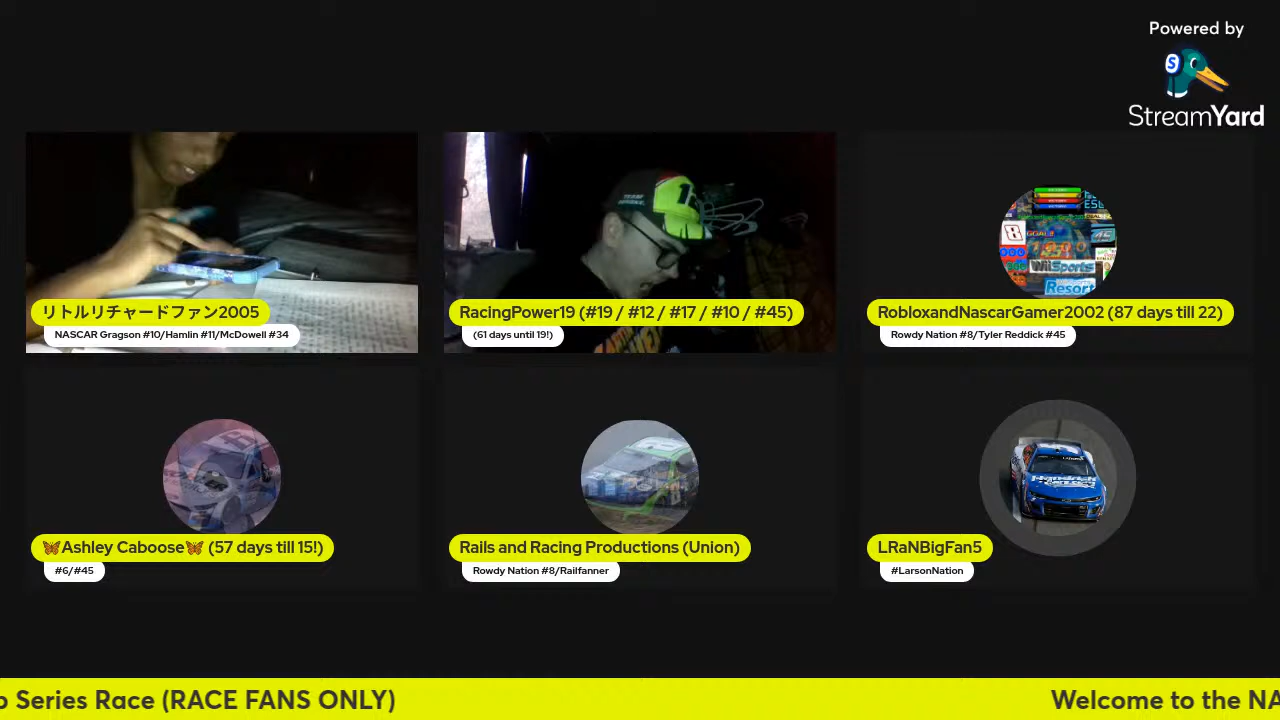 Powered by
StreamYard
リトルリチャードファン2005
NASCAR Gragson #10/Hamlin #11/McDowell #34
RacingPower19 (#19 / #12 / #17 / #10 / #45)
(61 days until 19!)
RobloxandNascarGamer2002 (87 days till 22)
Rowdy Nation #8/Tyler Reddick #45
🦋Ashley Caboose🦋 (57 days till 15!)
#6/#45
Rails and Racing Productions (Union)
Rowdy Nation #8/Railfanner
LRaNBigFan5
#LarsonNation
Series Race (RACE FANS ONLY)
Welcome to the